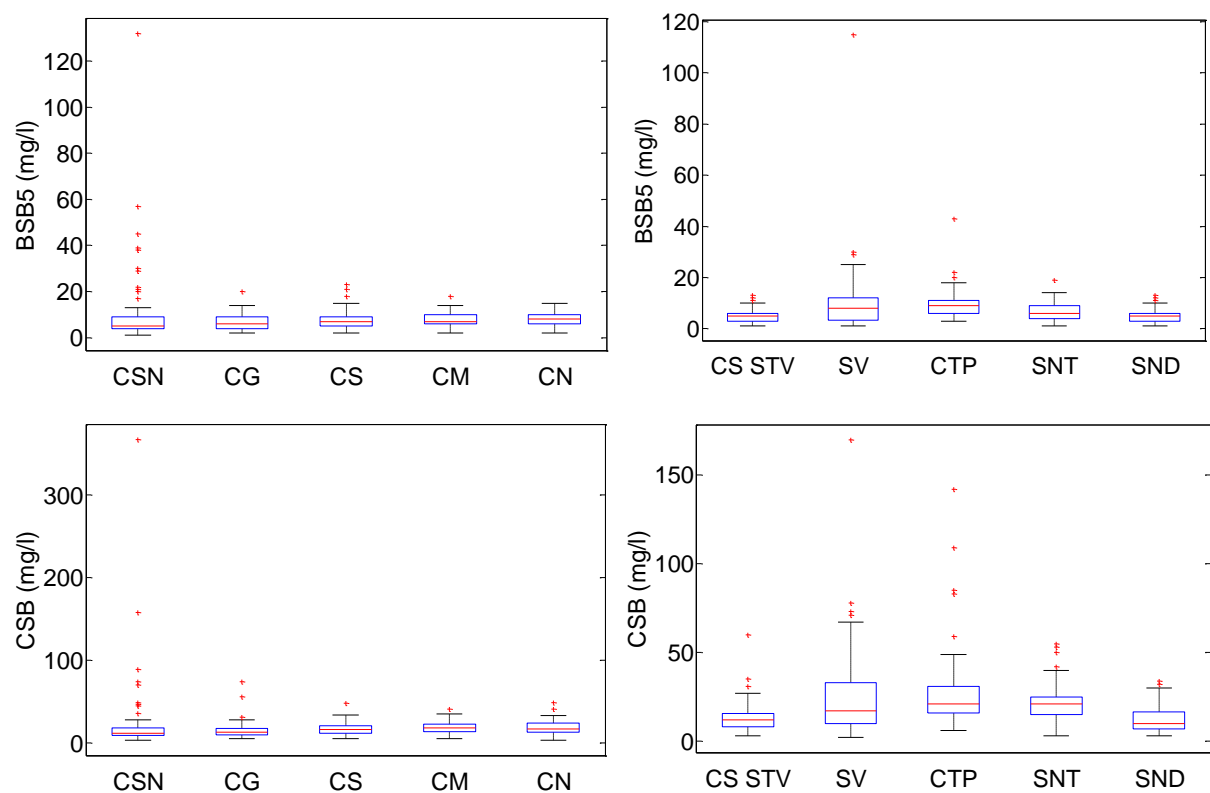 BSB5 (mg/l)
120
100
80
60
40
20
0
CSN CG CS CM CN
BSB5 (mg/l)
120
100
80
60
40
20
0
CS STV SV CTP SNT SND
CSB (mg/l)
300
200
100
0
CSN CG CS CM CN
CSB (mg/l)
150
100
50
0
CS STV SV CTP SNT SND